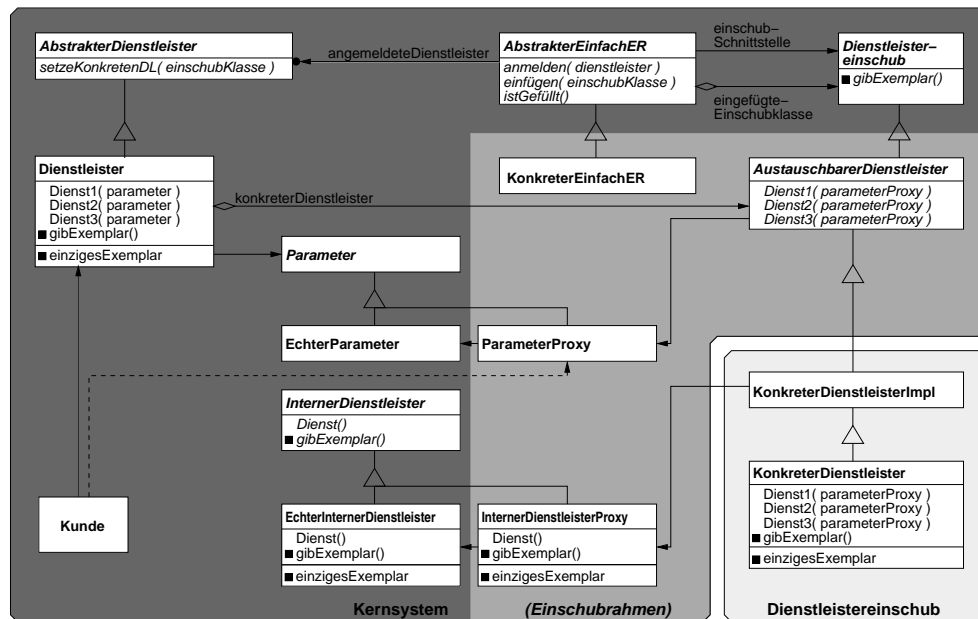 AbstrakterDienstleister
setzeKonkretenDL( einschubKlasse )
angemeldeteDienstleister
AbstrakterEinfachER
anmelden( dienstleister )
einfügen( einschubKlasse )
istGefüllt()
einschub–
Schnittstelle
eingefügte–
Einschubklasse
Dienstleister–
einschub
gibExemplar()
Dienstleister
Dienst1( parameter )
Dienst2( parameter )
Dienst3( parameter )
gibExemplar()
einzigesExemplar
konkreterDienstleister
KonkreterEinfachER
AustauschbarerDienstleister
Dienst1( parameterProxy )
Dienst2( parameterProxy )
Dienst3( parameterProxy )
Parameter
EchterParameter
ParameterProxy
InternerDienstleister
Dienst()
gibExemplar()
KonkreterDienstleisterImpl
Kunde
EchterInternerDienstleister
Dienst()
gibExemplar()
einzigesExemplar
InternerDienstleisterProxy
Dienst()
gibExemplar()
einzigesExemplar
KonkreterDienstleister
Dienst1( parameterProxy )
Dienst2( parameterProxy )
Dienst3( parameterProxy )
gibExemplar()
einzigesExemplar
Kernsystem
(Einschubrahmen)
Dienstleistereinschub